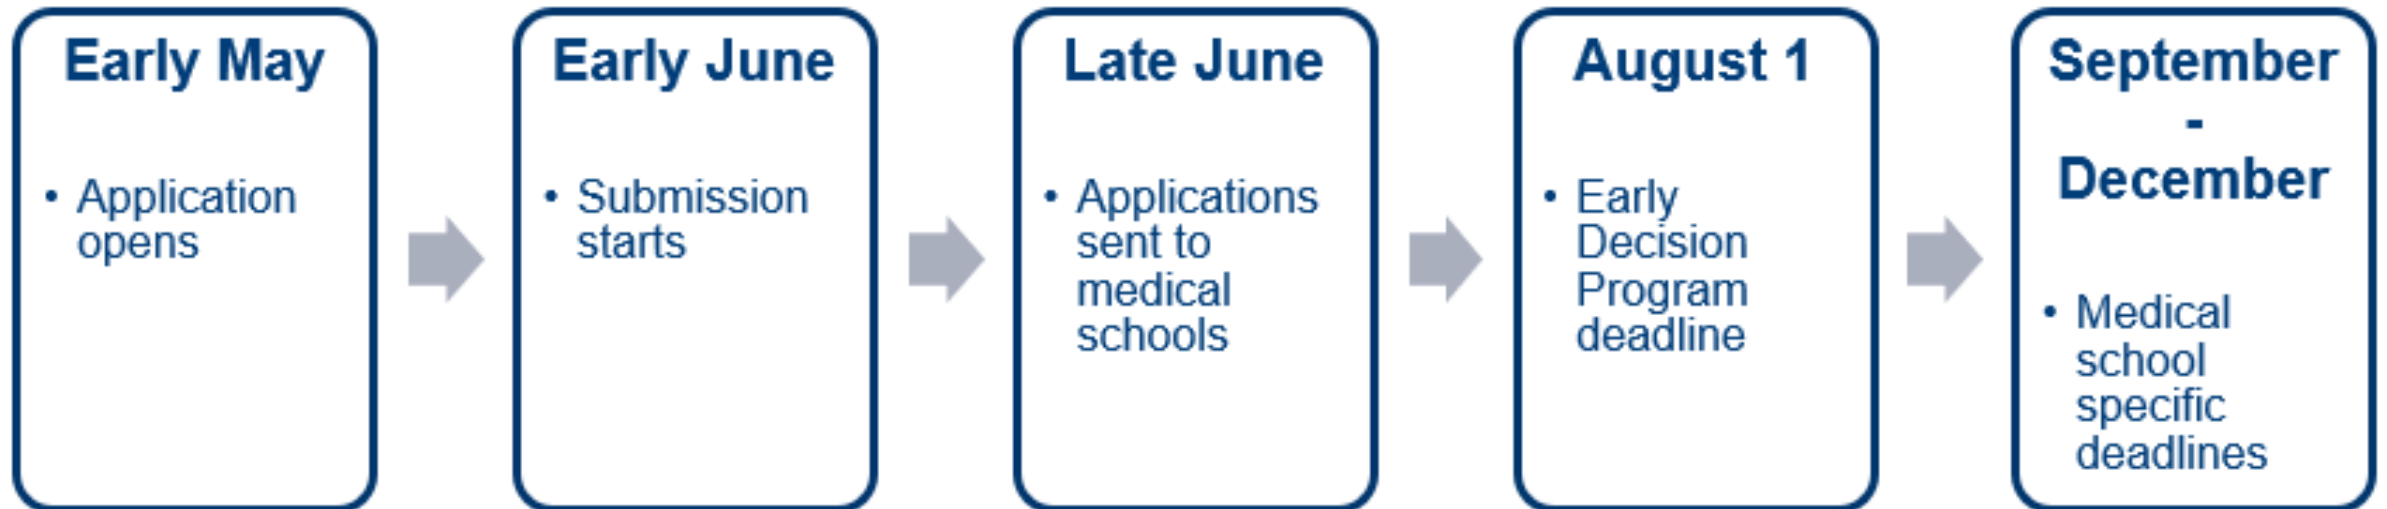 Early May
• Application
opens
Early June
• Submission
starts
Late June
• Applications
sent to
medical
schools
August 1
• Early
Decision
Program
deadline
September
-
December
• Medical
school
specific
deadlines